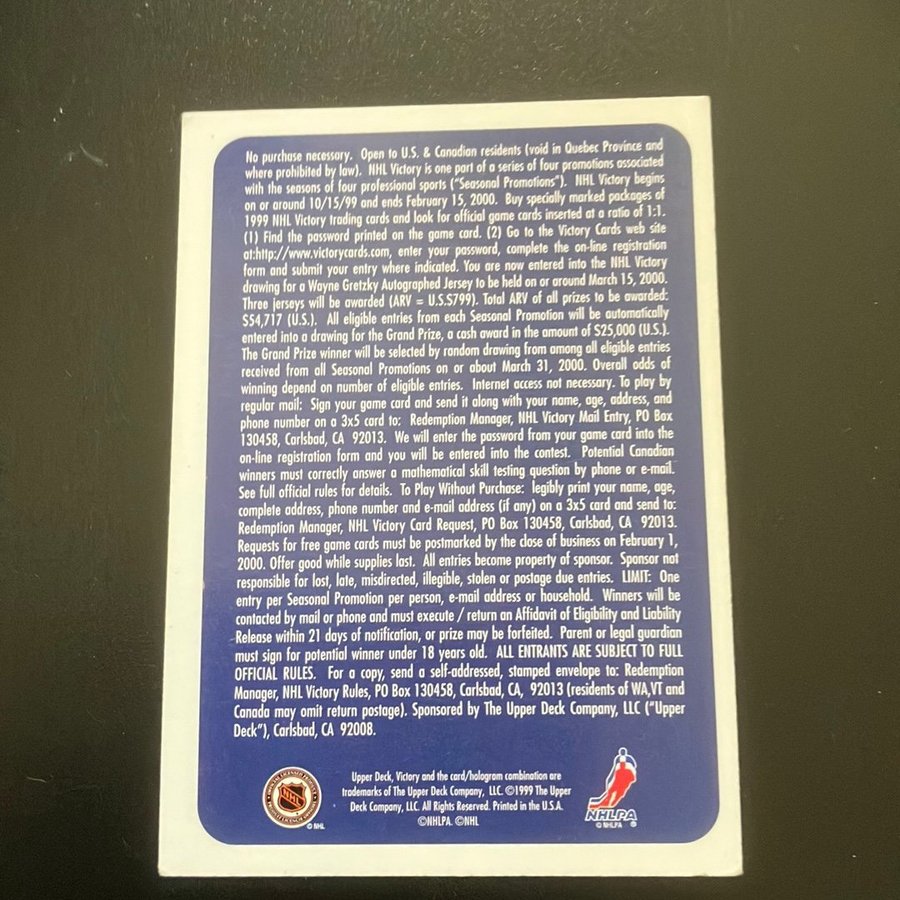 No purchase necessary. Open to U.S. & Canadian residents (void in Quebec Province and
where prohibited by law). NHL Victory is one part of a series of four promotions associated
with the seasons of four professional sports ("Seasonal Promotions"). NHL Victory begins
on or around 10/15/99 and ends February 15, 2000. Buy specially marked packages of
1999 NHL Victory trading cards and look for official game cards inserted at a ratio of 1:1.
(1) Find the password printed on the game card. (2) Go to the Victory Cards web site
at:http://www.victorycards.com, enter your password, complete the on-line registration
form and submit your entry where indicated. You are now entered into the NHL Victory
drawing for a Wayne Gretzky Autographed Jersey to be held on or around March 15, 2000.
Three jerseys will be awarded (ARV = U.S.$799). Total ARV of all prizes to be awarded:
$54,717 (U.S.). All eligible entries from each Seasonal Promotion will be automatically
entered into a drawing for the Grand Prize, a cash award in the amount of $25,000 (U.S.).
The Grand Prize winner will be selected by random drawing from among all eligible entries
received from all Seasonal Promotions on or about March 31, 2000. Overall odds of
winning depend on number of eligible entries. Internet access not necessary. To play by
regular mail: Sign your game card and send it along with your name, age, address, and
phone number on a 3x5 card to: Redemption Manager, NHL Victory Mail Entry, PO Box
130458, Carlsbad, CA 92013. We will enter the password from your game card into the
on-line registration form and you will be entered into the contest. Potential Canadian
winners must correctly answer a mathematical skill testing question by phone or e-mail.
See full official rules for details. To Play Without Purchase: legibly print your name, age,
complete address, phone number and e-mail address (if any) on a 3x5 card and send to:
Redemption Manager, NHL Victory Card Request, PO Box 130458, Carlsbad, CA 92013.
Requests for free game cards must be postmarked by the close of business on February 1,
2000. Offer good while supplies last. All entries become property of sponsor. Sponsor not
responsible for lost, late, misdirected, illegible, stolen or postage due entries. LIMIT: One
entry per Seasonal Promotion per person, e-mail address or household. Winners will be
contacted by mail or phone and must execute / return an Affidavit of Eligibility and Liability
Release within 21 days of notification, or prize may be forfeited. Parent or legal guardian
must sign for potential winner under 18 years old. ALL ENTRANTS ARE SUBJECT TO FULL
OFFICIAL RULES. For a copy, send a self-addressed, stamped envelope to: Redemption
Manager, NHL Victory Rules, PO Box 130458, Carlsbad, CA, 92013 (residents of WA,VT and
Canada may omit return postage). Sponsored by The Upper Deck Company, LLC ("Upper
Deck"), Carlsbad, CA 92008.
NHL
© NHL
Upper Deck, Victory and the card/hologram combination are
trademarks of The Upper Deck Company, LLC. ©1999 The Upper
Deck Company, LLC. All Rights Reserved. Printed in the U.S.A.
©NHLPA. ©NHL
NHLPA ®
© NHLPA